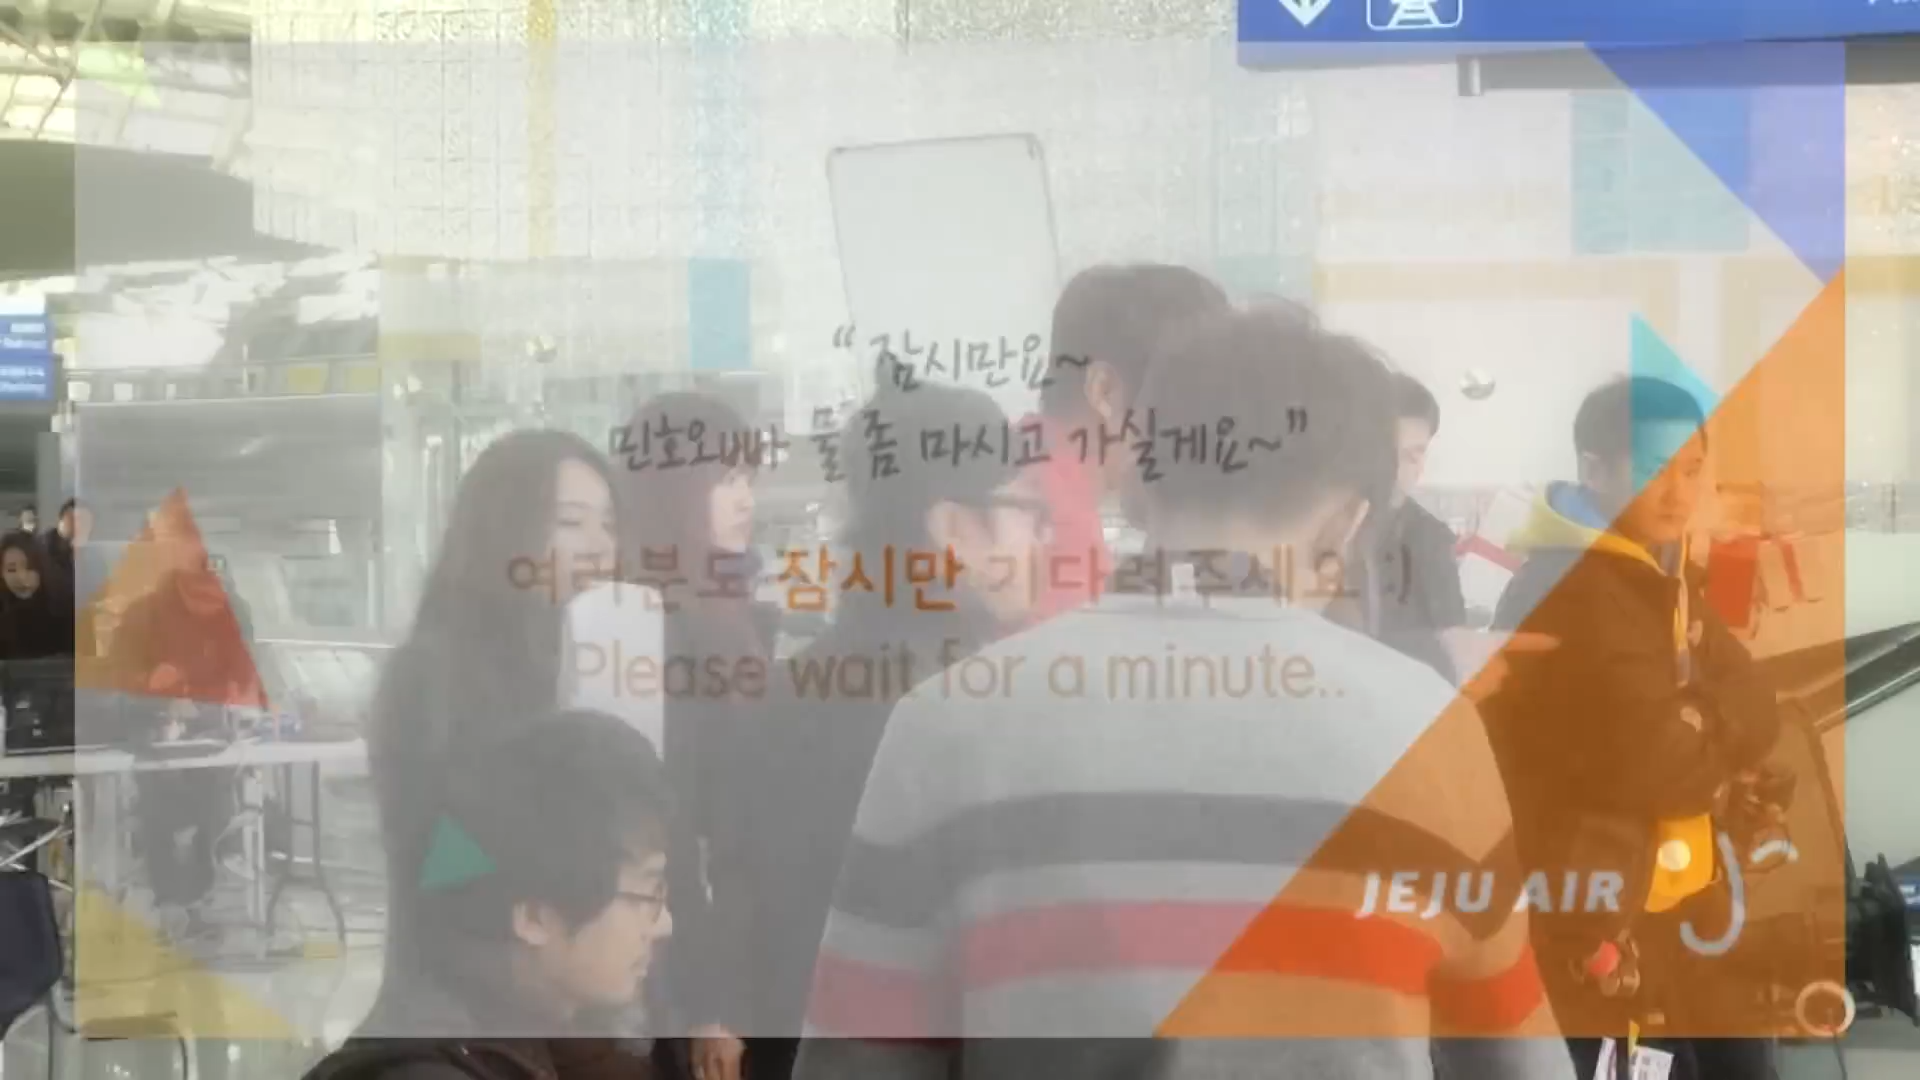 “잠시만요~
민호오빠 물 좀 마시고 가실게요~”
여러분도 잠시만 기다려주세요 :)
Please wait for a minute..
JEJU AIR